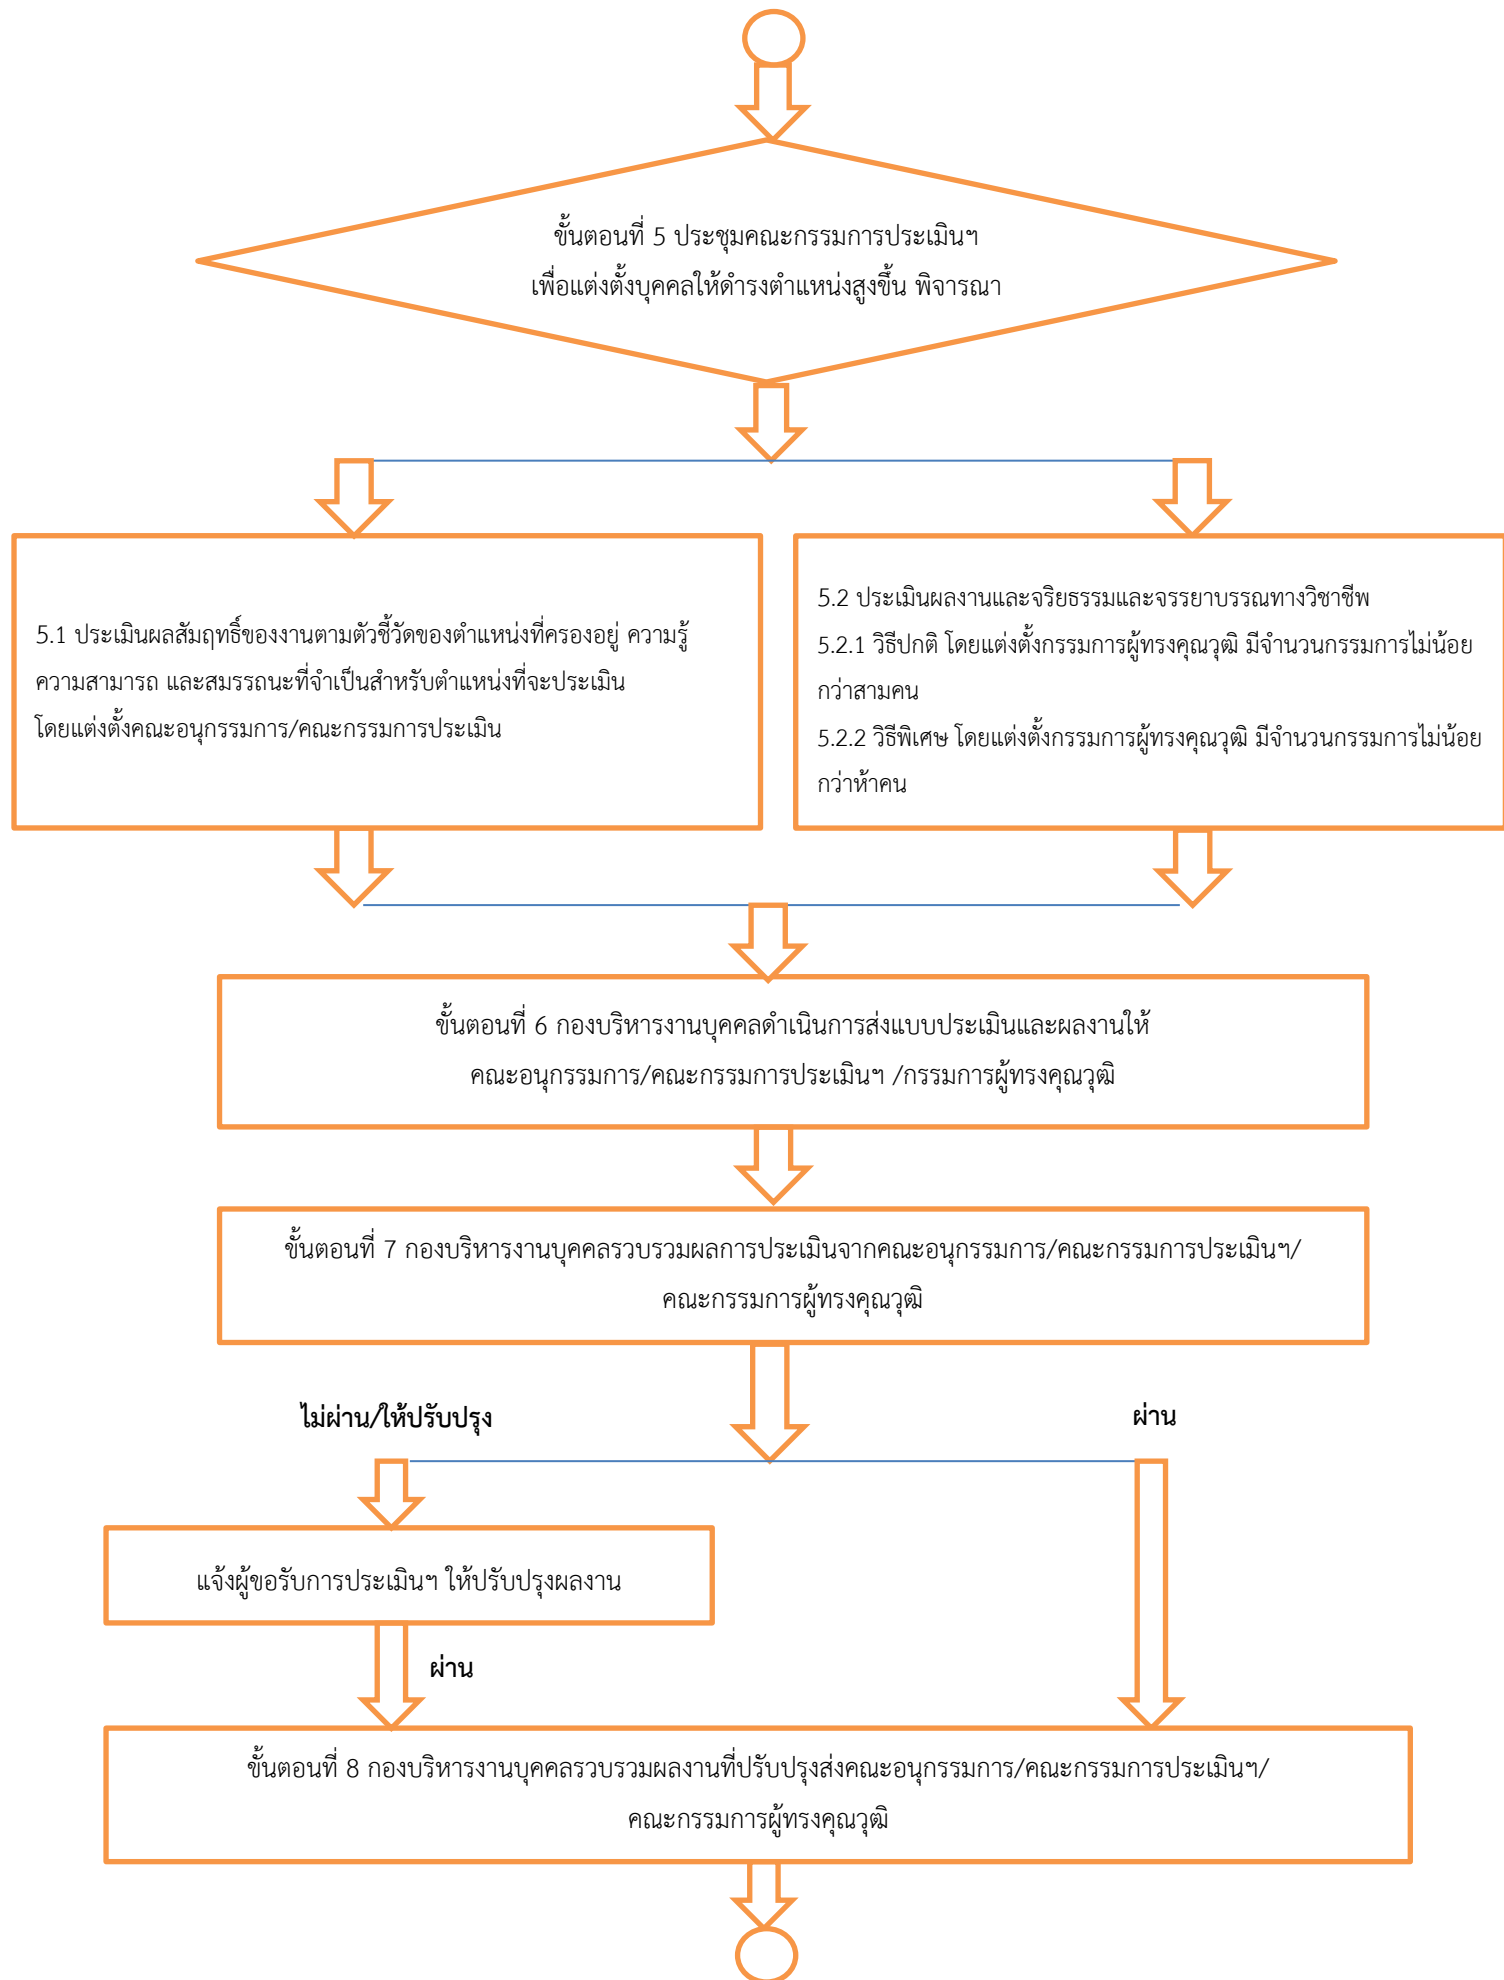 ขั้นตอนที่ 5 ประชุมคณะกรรมการประเมินฯ
เพื่อแต่งตั้งบุคคลให้ดำรงตำแหน่งสูงขึ้น พิจารณา
5.1 ประเมินผลสัมฤทธิ์ของงานตามตัวชี้วัดของตำแหน่งที่ครองอยู่ ความรู้
ความสามารถ และสมรรถนะที่จำเป็นสำหรับตำแหน่งที่จะประเมิน
โดยแต่งตั้งคณะอนุกรรมการ/คณะกรรมการประเมิน
5.2 ประเมินผลงานและจริยธรรมและจรรยาบรรณทางวิชาชีพ
5.2.1 วิธีปกติ โดยแต่งตั้งกรรมการผู้ทรงคุณวุฒิ มีจำนวนกรรมการไม่น้อย
กว่าสามคน
5.2.2 วิธีพิเศษ โดยแต่งตั้งกรรมการผู้ทรงคุณวุฒิ มีจำนวนกรรมการไม่น้อย
กว่าห้าคน
ขั้นตอนที่ 6 กองบริหารงานบุคคลดำเนินการส่งแบบประเมินและผลงานให้
คณะอนุกรรมการ/คณะกรรมการประเมินฯ /กรรมการผู้ทรงคุณวุฒิ
ขั้นตอนที่ 7 กองบริหารงานบุคคลรวบรวมผลการประเมินจากคณะอนุกรรมการ/คณะกรรมการประเมินฯ/
คณะกรรมการผู้ทรงคุณวุฒิ
ไม่ผ่าน/ให้ปรับปรุง
ผ่าน
แจ้งผู้ขอรับการประเมินฯ ให้ปรับปรุงผลงาน
ผ่าน
ขั้นตอนที่ 8 กองบริหารงานบุคคลรวบรวมผลงานที่ปรับปรุงส่งคณะอนุกรรมการ/คณะกรรมการประเมินฯ/
คณะกรรมการผู้ทรงคุณวุฒิ